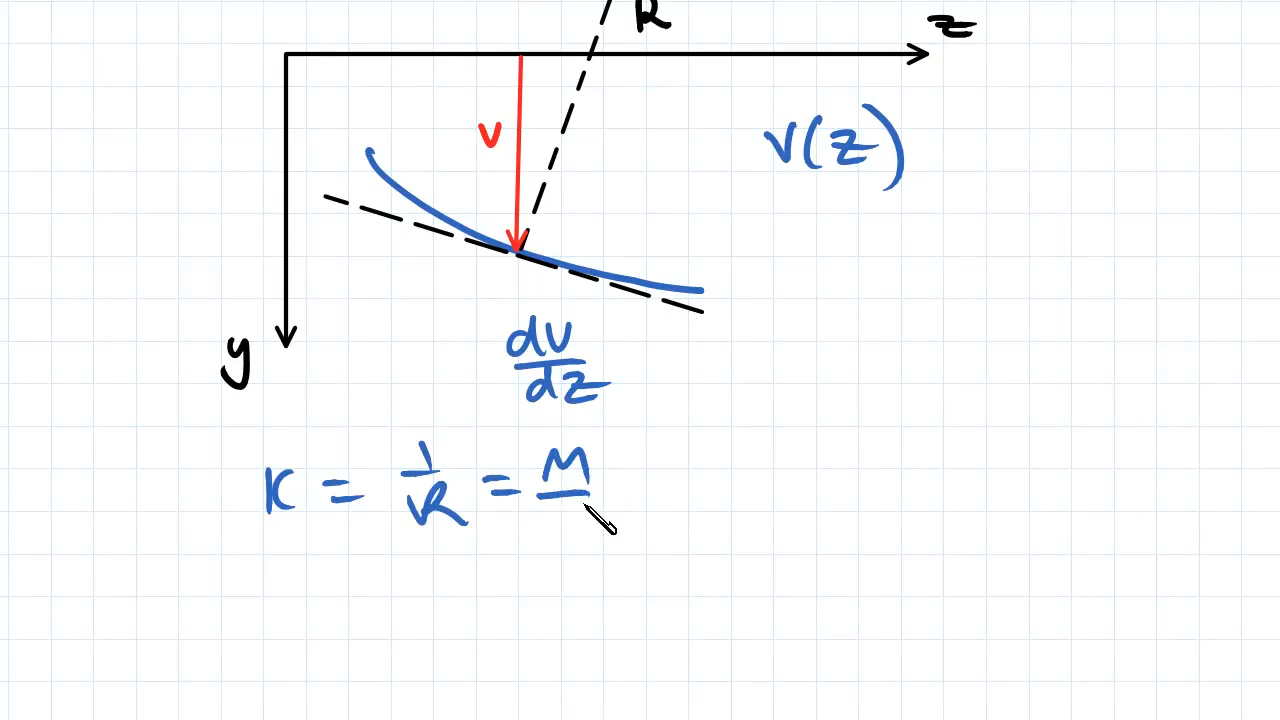 R
z
v
v(z)
y
dv
dz
κ = 1/R = M